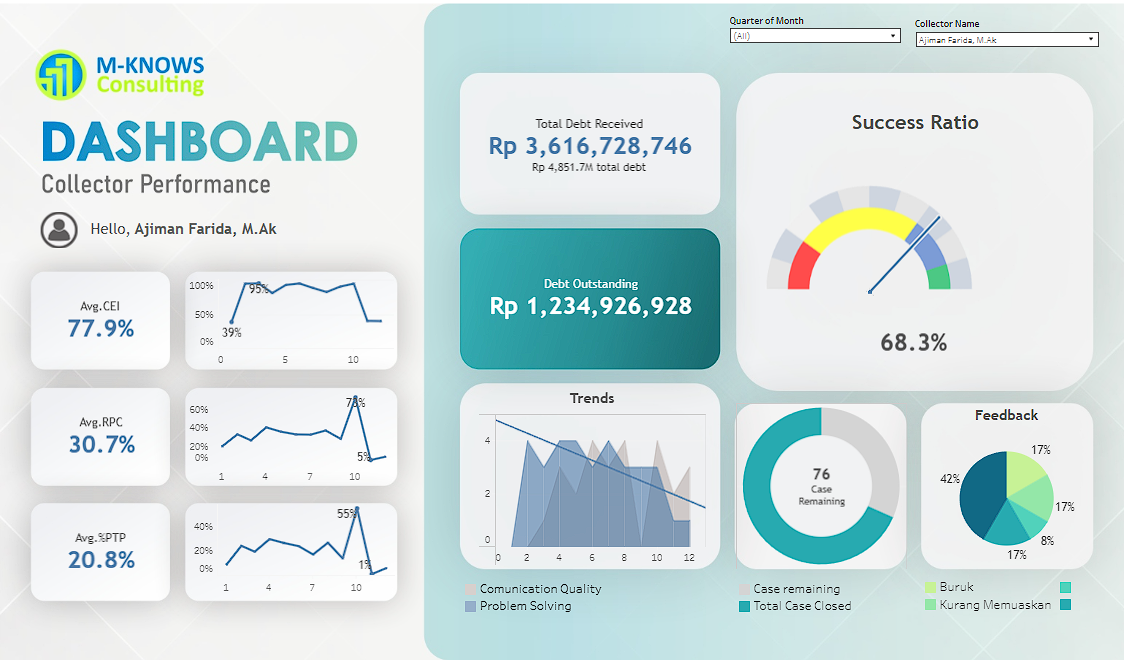 Quarter of Month
(All)
Collector Name
Ajiman Farida, M.Ak
M-KNOWS
Consulting
DASHBOARD
Collector Performance
Hello, Ajiman Farida, M.Ak
Avg.CEI
77.9%
100%
50%
0%
95%
39%
0 5 10
Avg.RPC
30.7%
60%
40%
20%
0%
5%
1 4 7 10
Avg.%PTP
20.8%
40%
20%
0%
55%
1%
1 4 7 10
Total Debt Received
Rp 3,616,728,746
Rp 4,851.7M total debt
Debt Outstanding
Rp 1,234,926,928
Success Ratio
68.3%
Trends
4
2
0
0 2 4 6 8 10 12
Comunication Quality
Problem Solving
76
Case
Remaining
Case remaining
Total Case Closed
Feedback
17%
42%
17%
8%
17%
Buruk
Kurang Memuaskan